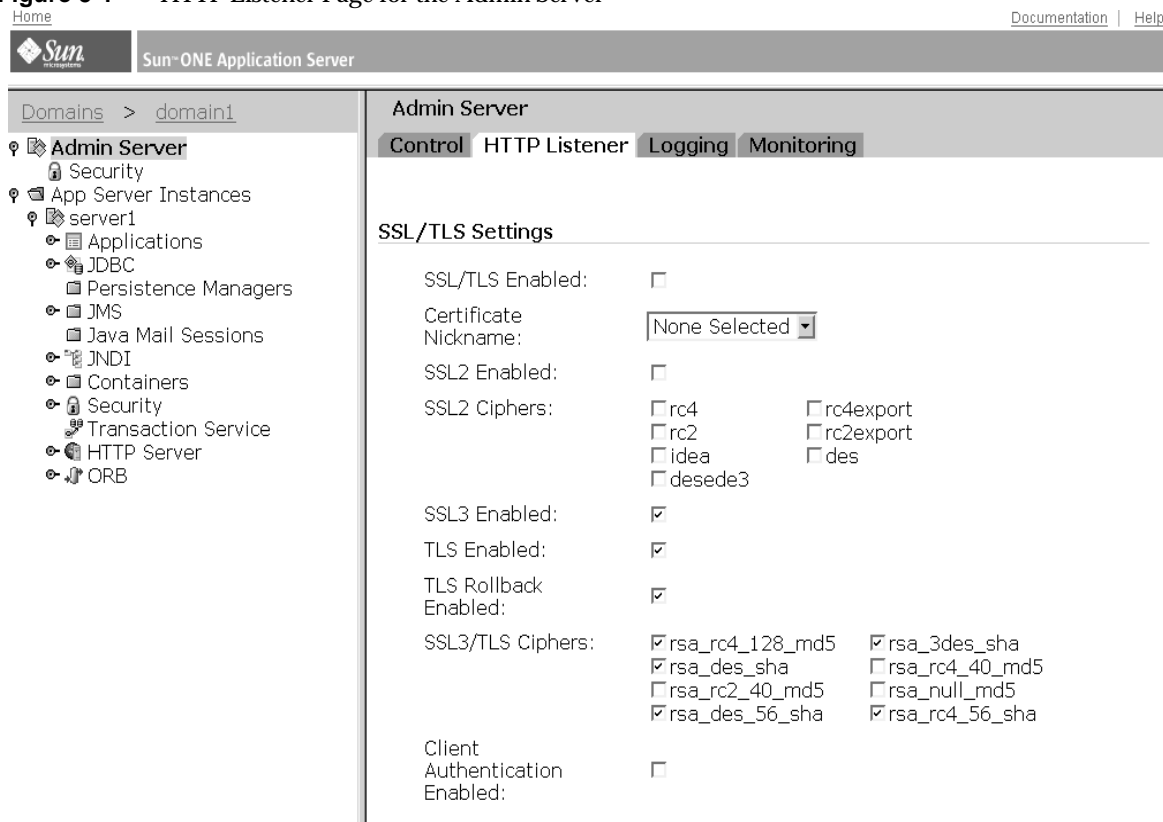 HTTP Listener Page for the Admin Server
Home
Documentation | Help
Sun
microsystems
Sun™ ONE Application Server
Domains > domain1
Admin Server
Security
App Server Instances
server1
Applications
JDBC
Persistence Managers
JMS
Java Mail Sessions
JNDI
Containers
Security
Transaction Service
HTTP Server
ORB
Admin Server
Control HTTP Listener Logging Monitoring
SSL/TLS Settings
SSL/TLS Enabled:
Certificate
Nickname:
None Selected
SSL2 Enabled:
SSL2 Ciphers:
rc4 rc4export
rc2 rc2export
idea des
desede3
SSL3 Enabled:
TLS Enabled:
TLS Rollback
Enabled:
SSL3/TLS Ciphers:
rsa_rc4_128_md5 rsa_3des_sha
rsa_des_sha rsa_rc4_40_md5
rsa_rc2_40_md5 rsa_null_md5
rsa_des_56_sha rsa_rc4_56_sha
Client
Authentication
Enabled: